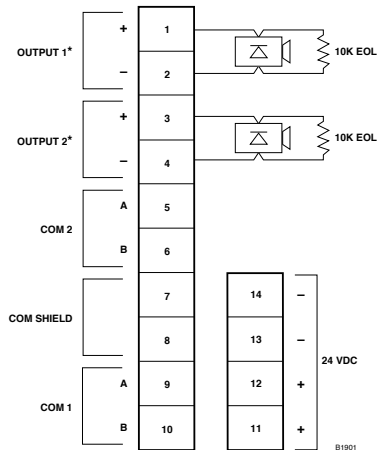 + 1
OUTPUT 1* 10K EOL
– 2
+ 3
OUTPUT 2* 10K EOL
– 4
A 5
COM 2
B 6
7 14 –
COM SHIELD
8 13 –
24 VDC
A 9 12 +
COM 1
B 10 11 +
B1901